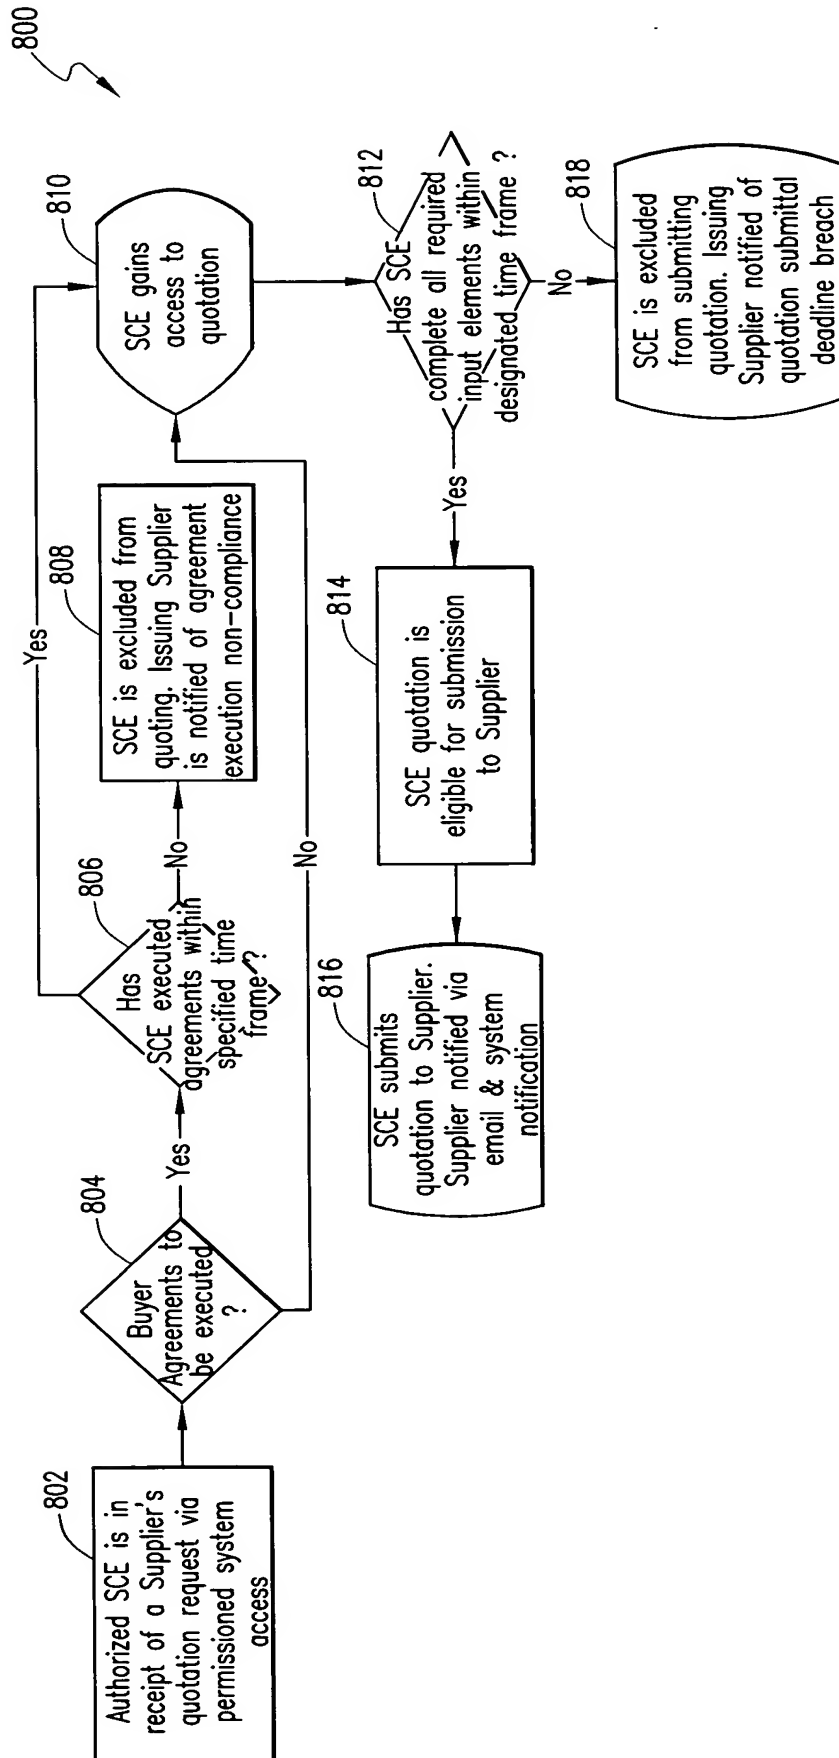 800
802
Authorized SCE is in
receipt of a Supplier's
quotation request via
permissioned system
access
804
Buyer
Agreements to
be executed
?
Yes
No
806
Has
SCE executed
agreements within
specified time
frame?
Yes
No
808
SCE is excluded from
quoting. Issuing Supplier
is notified of agreement
execution non-compliance
810
SCE gains
access to
quotation
812
Has SCE
complete all required
input elements within
designated time frame ?
Yes
No
814
SCE quotation is
eligible for submission
to Supplier
816
SCE submits
quotation to Supplier.
Supplier notified via
email & system
notification
818
SCE is excluded
from submitting
quotation. Issuing
Supplier notified of
quotation submittal
deadline breach